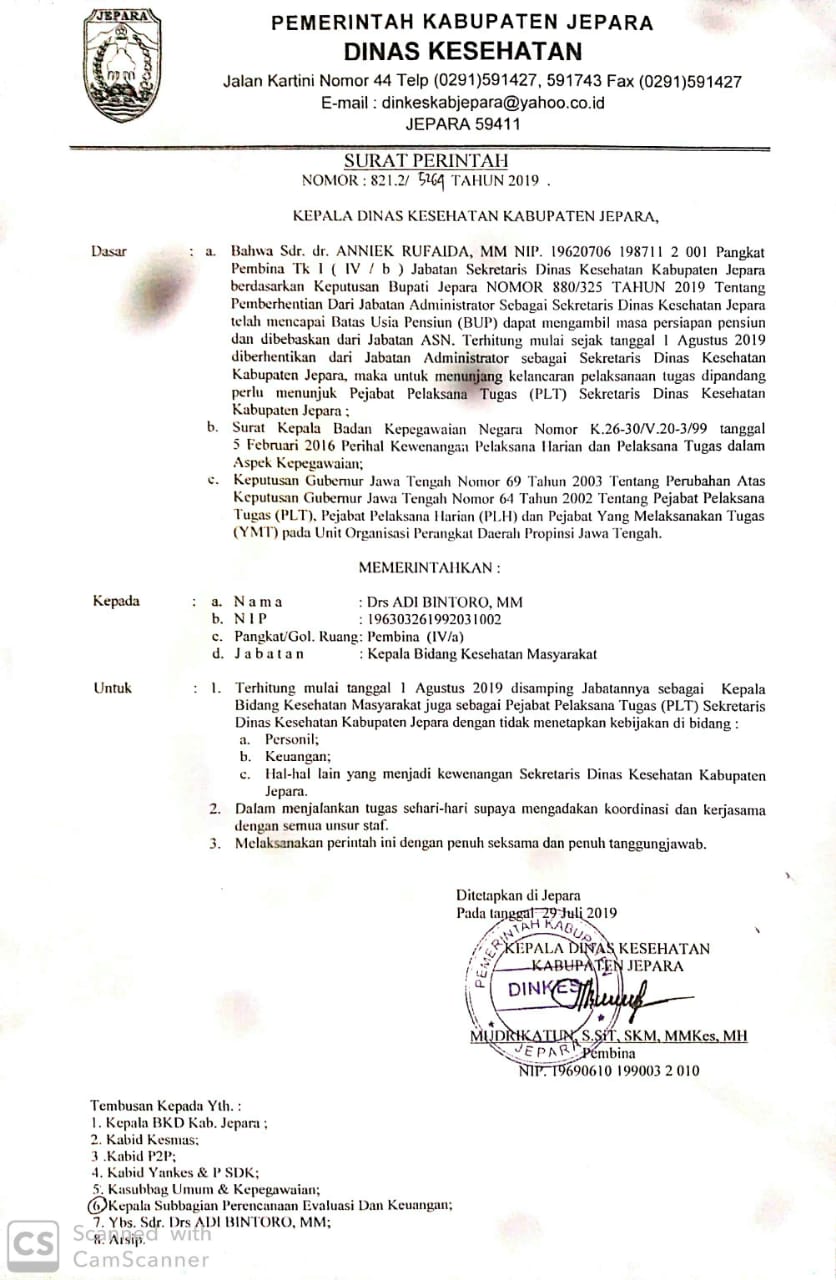 JEPARA
PEMERINTAH KABUPATEN JEPARA
DINAS KESEHATAN
Jalan Kartini Nomor 44 Telp (0291)591427, 591743 Fax (0291)591427
E-mail : dinkeskabjepara@yahoo.co.id
JEPARA 59411
SURAT PERINTAH
NOMOR : 821.2/ 5269 TAHUN 2019 .
KEPALA DINAS KESEHATAN KABUPATEN JEPARA,
Dasar : a. Bahwa Sdr. dr. ANNIEK RUFAIDA, MM NIP. 19620706 198711 2 001 Pangkat
Pembina Tk I ( IV / b ) Jabatan Sekretaris Dinas Kesehatan Kabupaten Jepara
berdasarkan Keputusan Bupati Jepara NOMOR 880/325 TAHUN 2019 Tentang
Pemberhentian Dari Jabatan Administrator Sebagai Sekretaris Dinas Kesehatan Jepara
telah mencapai Batas Usia Pensiun (BUP) dapat mengambil masa persiapan pensiun
dan dibebaskan dari Jabatan ASN. Terhitung mulai sejak tanggal 1 Agustus 2019
diberhentikan dari Jabatan Administrator sebagai Sekretaris Dinas Kesehatan
Kabupaten Jepara, maka untuk menunjang kelancaran pelaksanaan tugas dipandang
perlu menunjuk Pejabat Pelaksana Tugas (PLT) Sekretaris Dinas Kesehatan
Kabupaten Jepara ;
b. Surat Kepala Badan Kepegawaian Negara Nomor K.26-30/V.20-3/99 tanggal
5 Februari 2016 Perihal Kewenangan Pelaksana Harian dan Pelaksana Tugas dalam
Aspek Kepegawaian;
c. Keputusan Gubernur Jawa Tengah Nomor 69 Tahun 2003 Tentang Perubahan Atas
Keputusan Gubernur Jawa Tengah Nomor 64 Tahun 2002 Tentang Pejabat Pelaksana
Tugas (PLT), Pejabat Pelaksana Harian (PLH) dan Pejabat Yang Melaksanakan Tugas
(YMT) pada Unit Organisasi Perangkat Daerah Propinsi Jawa Tengah.
MEMERINTAHKAN :
Kepada : a. N a m a : Drs ADI BINTORO, MM
b. N I P : 196303261992031002
c. Pangkat/Gol. Ruang: Pembina (IV/a)
d. J a b a t a n : Kepala Bidang Kesehatan Masyarakat
Untuk : 1. Terhitung mulai tanggal 1 Agustus 2019 disamping Jabatannya sebagai Kepala
Bidang Kesehatan Masyarakat juga sebagai Pejabat Pelaksana Tugas (PLT) Sekretaris
Dinas Kesehatan Kabupaten Jepara dengan tidak menetapkan kebijakan di bidang :
a. Personil;
b. Keuangan;
c. Hal-hal lain yang menjadi kewenangan Sekretaris Dinas Kesehatan Kabupaten
Jepara.
2. Dalam menjalankan tugas sehari-hari supaya mengadakan koordinasi dan kerjasama
dengan semua unsur staf.
3. Melaksanakan perintah ini dengan penuh seksama dan penuh tanggungjawab.
Ditetapkan di Jepara
Pada tanggal 29 Juli 2019
KEPALA DINAS KESEHATAN
KABUPATEN JEPARA
PEMERINTAH KABUPATEN
DINKES
JEPARA
MUDRIKATUN, S.SiT, SKM, MMKes, MH
Pembina
NIP. 19690610 199003 2 010
Tembusan Kepada Yth. :
1. Kepala BKD Kab. Jepara ;
2. Kabid Kesmas;
3 .Kabid P2P;
4. Kabid Yankes & P SDK;
5. Kasubbag Umum & Kepegawaian;
6 Kepala Subbagian Perencanaan Evaluasi Dan Keuangan;
7. Ybs. Sdr. Drs ADI BINTORO, MM;
8. Arsip.
CS Scanned with
CamScanner